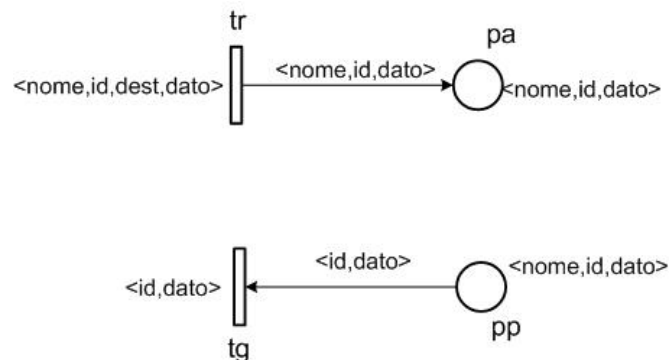 tr
pa
<nome,id,dest,dato>
<nome,id,dato>
<nome,id,dato>
<id,dato>
<id,dato>
<nome,id,dato>
tg
pp